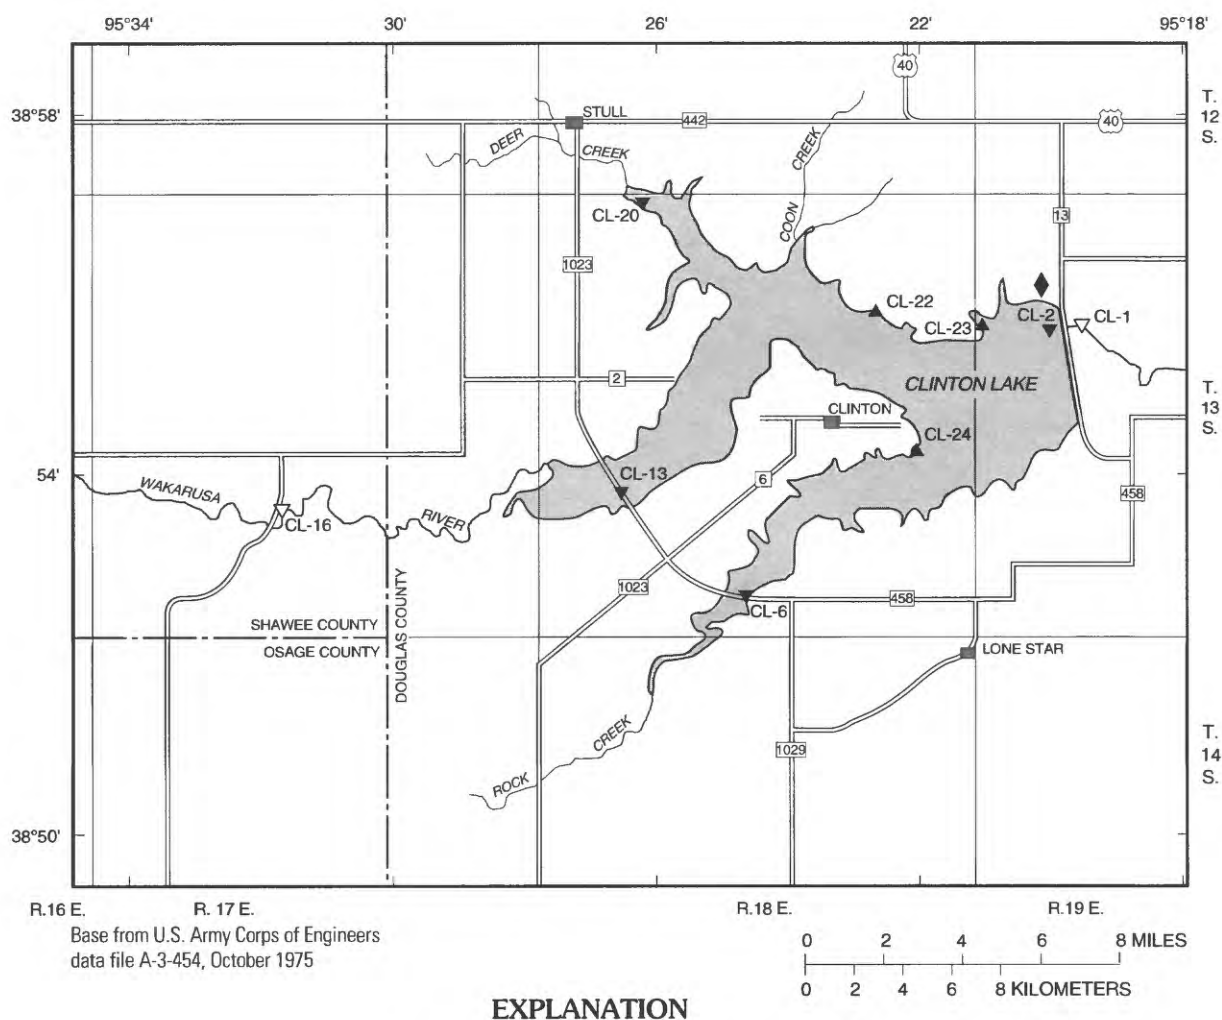 95°34' 30' 26' 22' 95°18'
40
38°58'
STULL
442
40
T.
12
S.
DEER
CREEK
COON
CREEK
CL-20
13
1023
CL-22
CL-23
CL-2
CL-1
2
CLINTON LAKE
T.
13
S.
CLINTON
CL-24
54'
WAKARUSA
CL-13
6
458
CL-16
RIVER
1023
458
CL-6
SHAWEE COUNTY
OSAGE COUNTY
DOUGLAS COUNTY
LONE STAR
T.
14
S.
CREEK
1029
ROCK
38°50'
R.16 E. R. 17 E. R.18 E. R.19 E.
Base from U.S. Army Corps of Engineers
data file A-3-454, October 1975
0 2 4 6 8 MILES
0 2 4 6 8 KILOMETERS
EXPLANATION